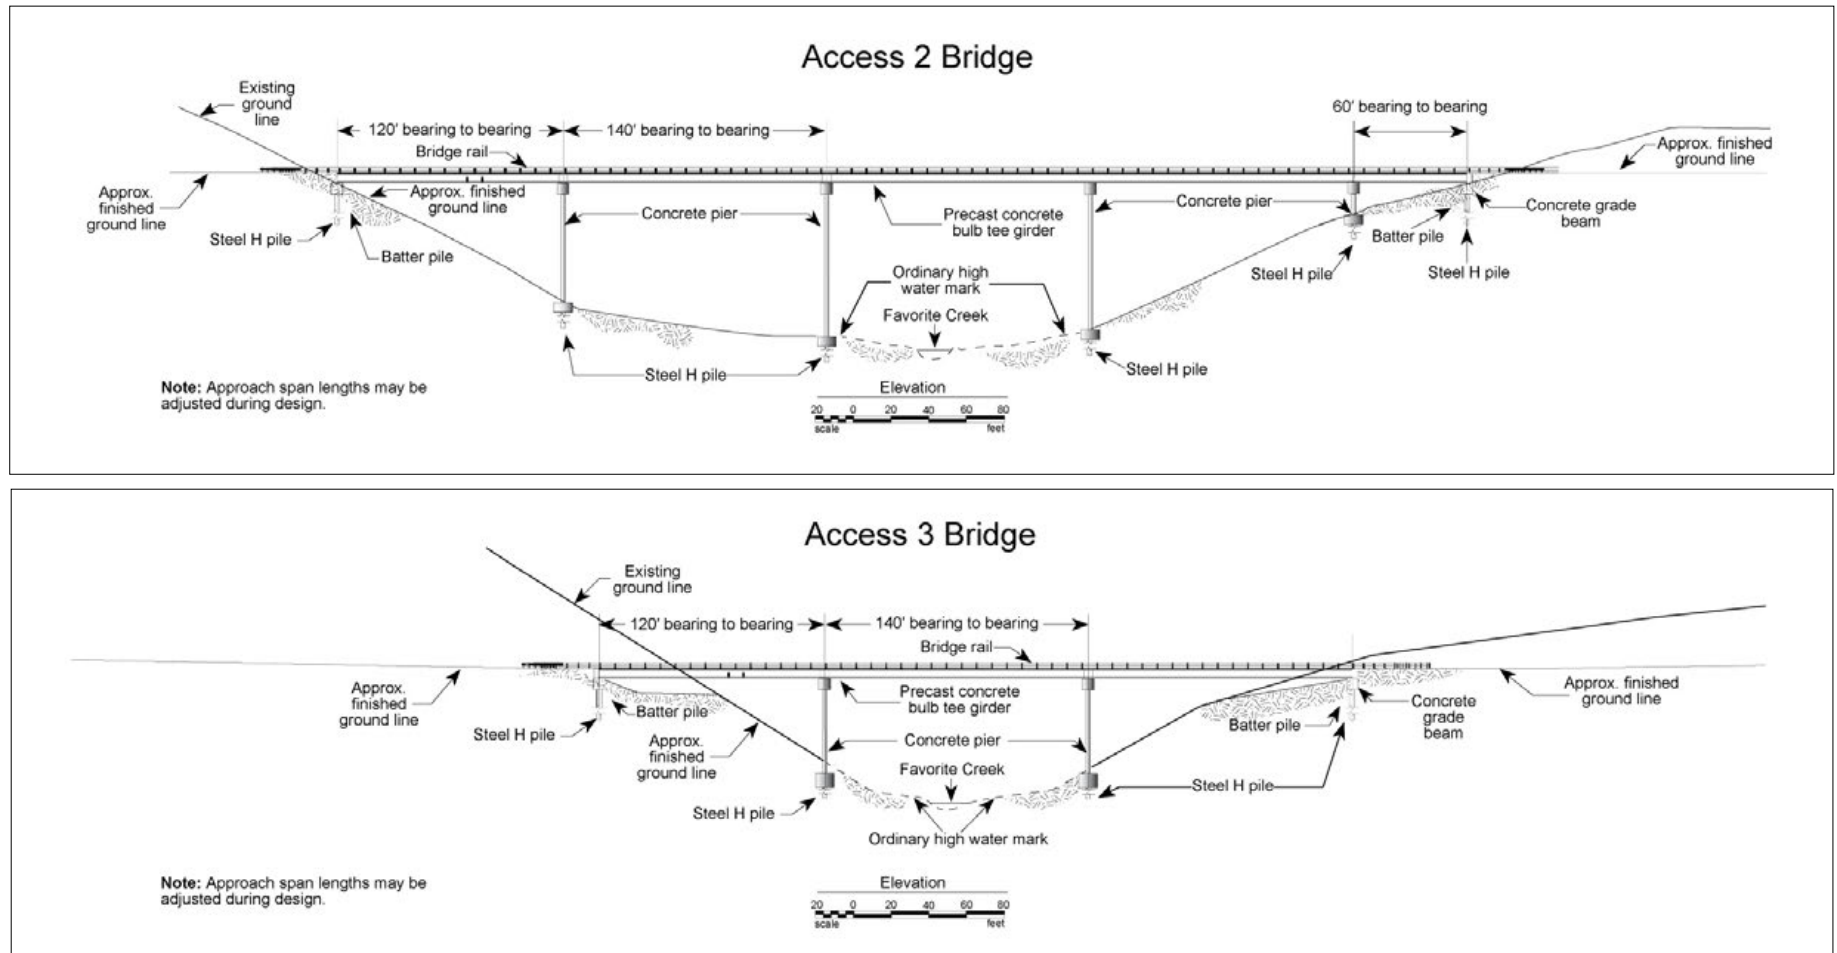 Access 2 Bridge
Existing
ground
line
60' bearing to bearing
120' bearing to bearing
140' bearing to bearing
Bridge rail
Approx. finished
ground line
Approx.
finished
ground line
Approx. finished
ground line
Concrete pier
Precast concrete
bulb tee girder
Concrete pier
Concrete grade
beam
Steel H pile
Batter pile
Batter pile
Ordinary high
water mark
Steel H pile
Steel H pile
Favorite Creek
Steel H pile
Steel H pile
Note: Approach span lengths may be
adjusted during design.
Elevation
20 0 20 40 60 80
scale feet
Access 3 Bridge
Existing
ground line
120' bearing to bearing
140' bearing to bearing
Bridge rail
Approx.
finished
ground line
Batter pile
Precast concrete
bulb tee girder
Approx. finished
ground line
Steel H pile
Approx.
finished
ground line
Concrete pier
Batter pile
Concrete
grade
beam
Favorite Creek
Steel H pile
Steel H pile
Ordinary high water mark
Note: Approach span lengths may be
adjusted during design.
Elevation
20 0 20 40 60 80
scale feet